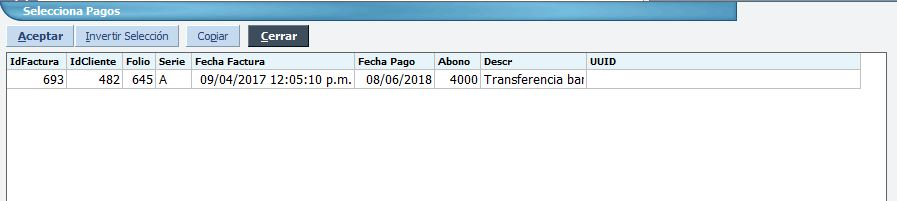 Selecciona Pagos
Aceptar Invertir Selección Copiar Cerrar
IdFactura IdCliente Folio Serie Fecha Factura Fecha Pago Abono Descr UUID
693 482 645 A 09/04/2017 12:05:10 p.m. 08/06/2018 4000 Transferencia bar